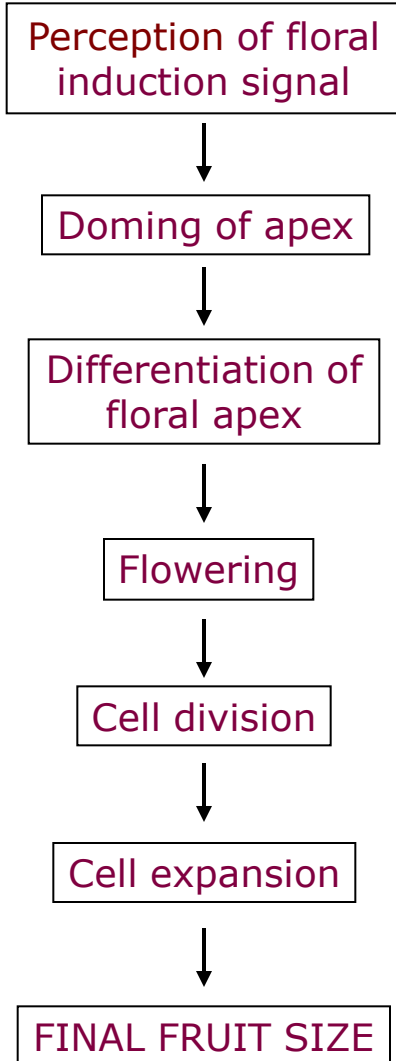 Perception of floral
induction signal
Doming of apex
Differentiation of
floral apex
Flowering
Cell division
Cell expansion
FINAL FRUIT SIZE